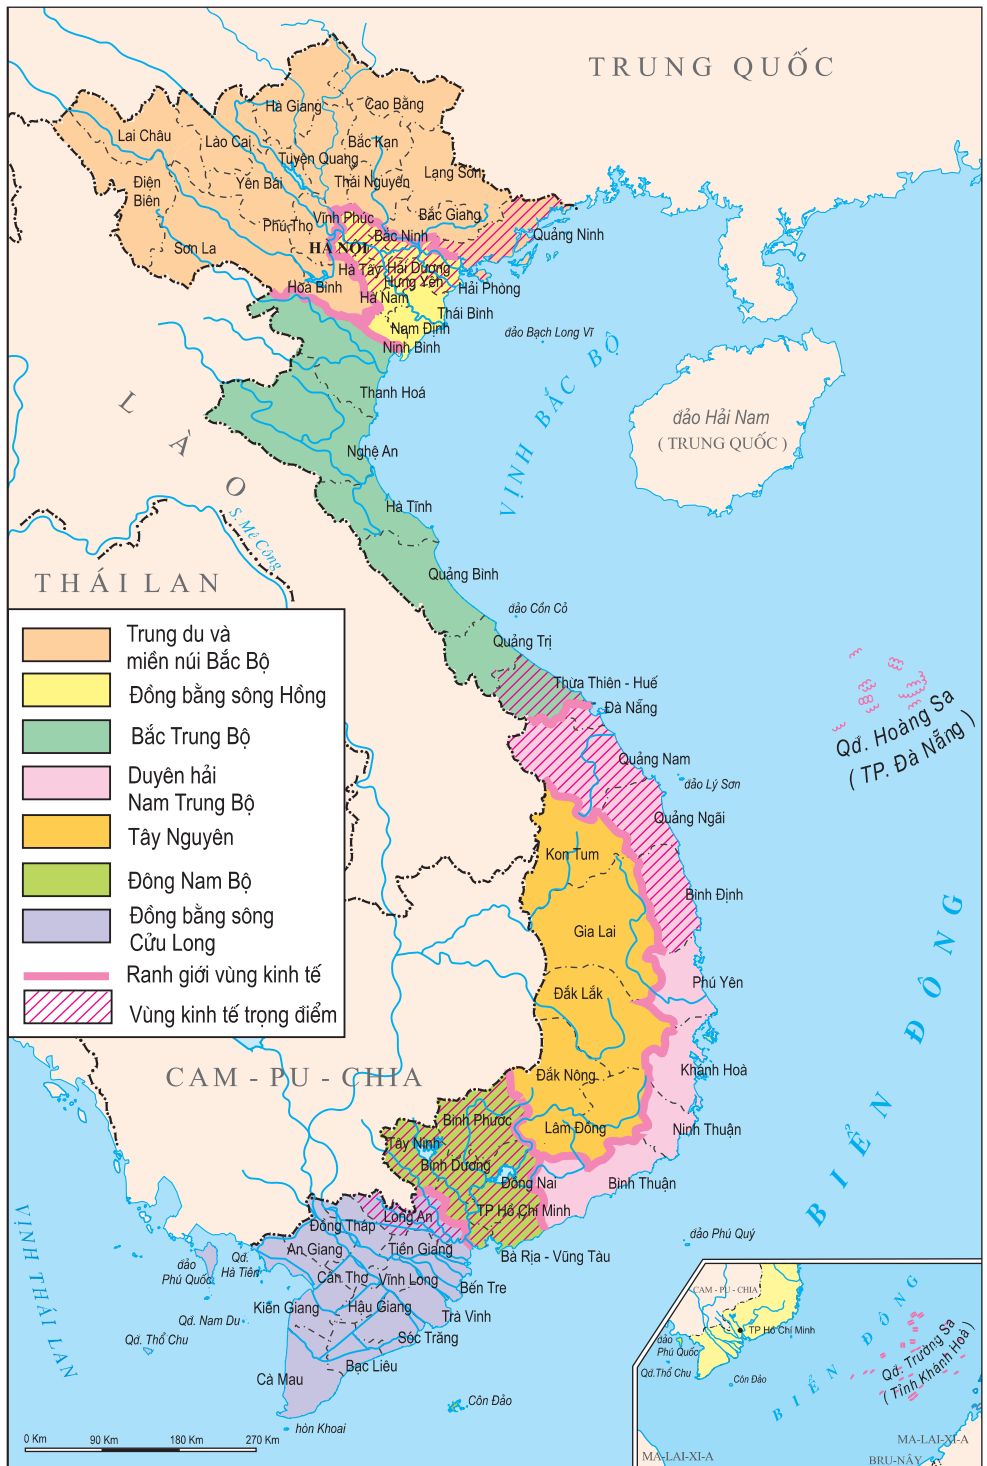 TRUNG QUỐC
Hà Giang
Cao Bằng
Lai Châu
Lào Cai
Bắc Kạn
Tuyên Quang
Lạng Sơn
Điện
Biên
Yên Bái
Thái Nguyên
Bắc Giang
Phú Thọ
Vĩnh Phúc
Bắc Ninh
Quảng Ninh
Sơn La
HÀ NỘI
Hà Tây
Hải Dương
Hưng Yên
Hải Phòng
Hòa Bình
Hà Nam
Thái Bình
Nam Định
Ninh Bình
đảo Bạch Long Vĩ
VỊNH BẮC BỘ
Thanh Hoá
LÀO
đảo Hải Nam
( TRUNG QUỐC )
Nghệ An
Hà Tĩnh
S. Mê Công
THÁI LAN
Quảng Bình
đảo Cồn Cỏ
Quảng Trị
Thừa Thiên - Huế
Đà Nẵng
Qđ. Hoàng Sa
( TP. Đà Nẵng )
Quảng Nam
đảo Lý Sơn
Quảng Ngãi
Kon Tum
Bình Định
Gia Lai
Phú Yên
Đắk Lắk
BIỂN ĐÔNG
Trung du và
miền núi Bắc Bộ
Đồng bằng sông Hồng
Bắc Trung Bộ
Duyên hải
Nam Trung Bộ
Tây Nguyên
Đông Nam Bộ
Đồng bằng sông
Cửu Long
Ranh giới vùng kinh tế
Vùng kinh tế trọng điểm
CAM - PU - CHIA
Đắk Nông
Khánh Hoà
Bình Phước
Lâm Đồng
Ninh Thuận
Tây Ninh
Bình Dương
Đồng Nai
Bình Thuận
TP Hồ Chí Minh
Long An
Đồng Tháp
An Giang
Tiền Giang
Bà Rịa - Vũng Tàu
đảo Phú Quý
VỊNH THÁI LAN
đảo
Phú Quốc
Qđ.
Hà Tiên
Cần Thơ
Vĩnh Long
Bến Tre
Kiên Giang
Hậu Giang
Trà Vinh
Qđ. Nam Du
Sóc Trăng
Qđ. Thổ Chu
Bạc Liêu
Cà Mau
Côn Đảo
hòn Khoai
0 Km
90 Km
180 Km
270 Km
CAM - PU - CHIA
TP Hồ Chí Minh
đảo
Phú Quốc
Qđ.Thổ Chu
Côn Đảo
BIỂN ĐÔNG
Qđ. Trường Sa
( Tỉnh Khánh Hoà )
MA-LAI-XI-A
MA-LAI-XI-A
BRU-NÂY